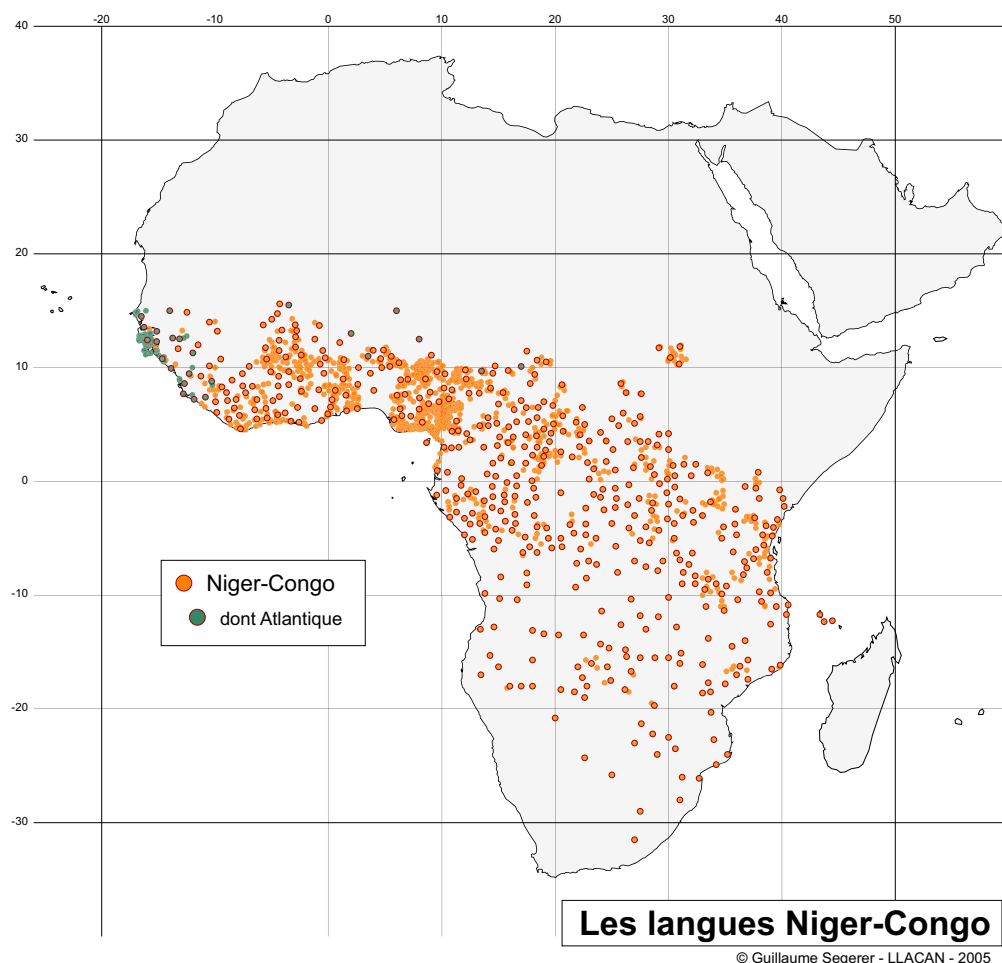 -20 -10 0 10 20 30 40 50
40
30
20
10
0
-10
-20
-30
Niger-Congo
dont Atlantique
Les langues Niger-Congo
© Guillaume Segerer - LLACAN - 2005